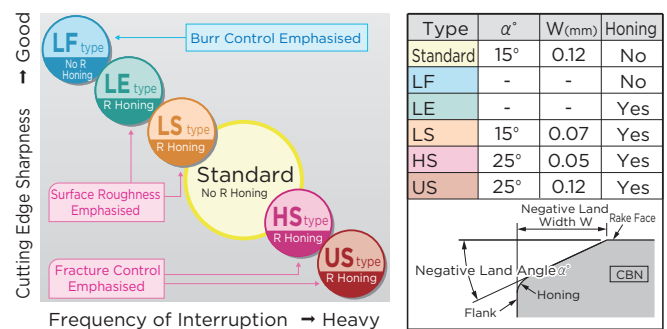 Cutting Edge Sharpness → Good
LF type
No R
Honing
Burr Control Emphasised
LE type
R Honing
LS type
R Honing
Standard
No R Honing
Surface Roughness
Emphasised
HS type
R Honing
US type
R Honing
Fracture Control
Emphasised
Frequency of Interruption → Heavy
Type α° W(mm) Honing
Standard 15° 0.12 No
LF - - No
LE - - Yes
LS 15° 0.07 Yes
HS 25° 0.05 Yes
US 25° 0.12 Yes
Negative Land
Width W
Rake Face
Negative Land Angle α°
CBN
Honing
Flank